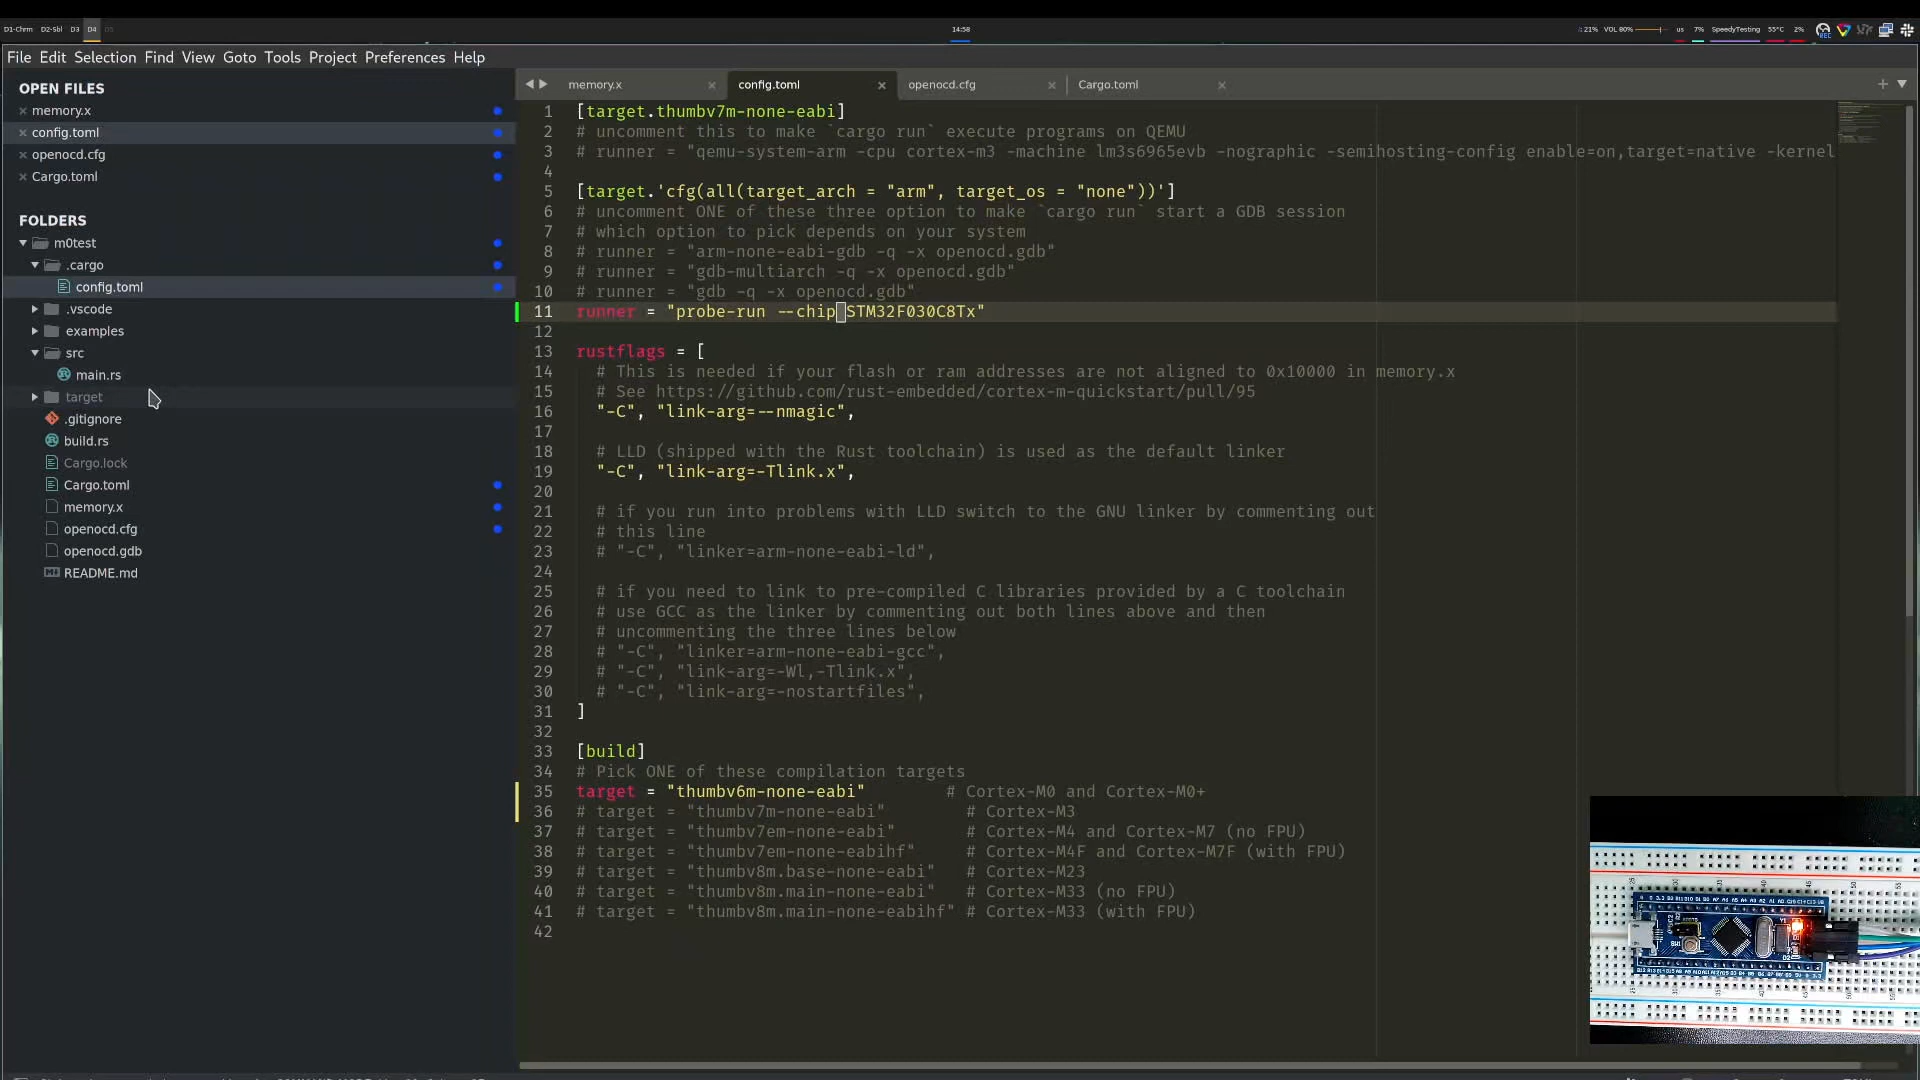 D1-Chrm D2-Sbl D3 D4 D5
14:58
21% VOL 80% us 7% SpeedyTesting 55°C 2%
File Edit Selection Find View Goto Tools Project Preferences Help
OPEN FILES
memory.x
config.toml
openocd.cfg
Cargo.toml
FOLDERS
m0test
.cargo
config.toml
.vscode
examples
src
main.rs
target
.gitignore
build.rs
Cargo.lock
Cargo.toml
memory.x
openocd.cfg
openocd.gdb
README.md
memory.x config.toml openocd.cfg Cargo.toml
1 [target.thumbv7m-none-eabi]
2 # uncomment this to make `cargo run` execute programs on QEMU
3 # runner = "qemu-system-arm -cpu cortex-m3 -machine lm3s6965evb -nographic -semihosting-config enable=on,target=native -kernel
4
5 [target.'cfg(all(target_arch = "arm", target_os = "none"))']
6 # uncomment ONE of these three option to make `cargo run` start a GDB session
7 # which option to pick depends on your system
8 # runner = "arm-none-eabi-gdb -q -x openocd.gdb"
9 # runner = "gdb-multiarch -q -x openocd.gdb"
10 # runner = "gdb -q -x openocd.gdb"
11 runner = "probe-run --chip STM32F030C8Tx"
12
13 rustflags = [
14 # This is needed if your flash or ram addresses are not aligned to 0x10000 in memory.x
15 # See https://github.com/rust-embedded/cortex-m-quickstart/pull/95
16 "-C", "link-arg=--nmagic",
17
18 # LLD (shipped with the Rust toolchain) is used as the default linker
19 "-C", "link-arg=-Tlink.x",
20
21 # if you run into problems with LLD switch to the GNU linker by commenting out
22 # this line
23 # "-C", "linker=arm-none-eabi-ld",
24
25 # if you need to link to pre-compiled C libraries provided by a C toolchain
26 # use GCC as the linker by commenting out both lines above and then
27 # uncommenting the three lines below
28 # "-C", "linker=arm-none-eabi-gcc",
29 # "-C", "link-arg=-Wl,-Tlink.x",
30 # "-C", "link-arg=-nostartfiles",
31 ]
32
33 [build]
34 # Pick ONE of these compilation targets
35 target = "thumbv6m-none-eabi" # Cortex-M0 and Cortex-M0+
36 # target = "thumbv7m-none-eabi" # Cortex-M3
37 # target = "thumbv7em-none-eabi" # Cortex-M4 and Cortex-M7 (no FPU)
38 # target = "thumbv7em-none-eabihf" # Cortex-M4F and Cortex-M7F (with FPU)
39 # target = "thumbv8m.base-none-eabi" # Cortex-M23
40 # target = "thumbv8m.main-none-eabi" # Cortex-M33 (no FPU)
41 # target = "thumbv8m.main-none-eabihf" # Cortex-M33 (with FPU)
42